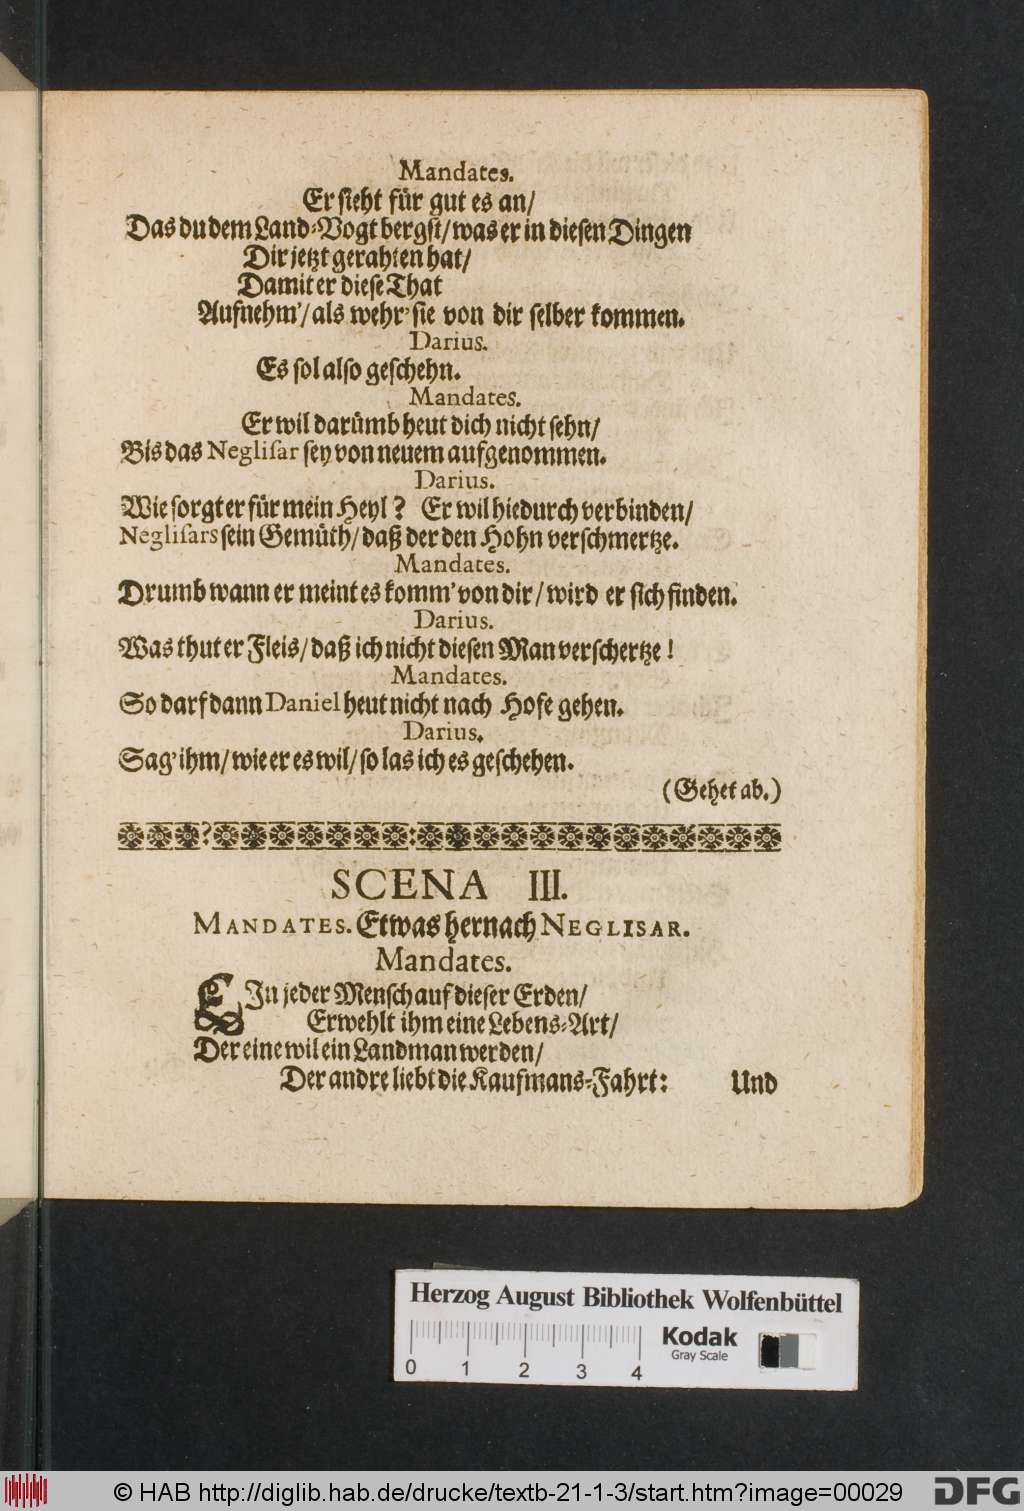 Mandates.
Er sieht für gut es an/
Das du dem Land-Vogt bergst/ was er in diesen Dingen
Dir jetzt gerahten hat/
Damit er diese That
Aufnehm'/ als wehr' sie von dir selber kommen.
Darius.
Es sol also geschehn.
Mandates.
Er wil darümb heut dich nicht sehn/
Bis das Neglisar sey von neuem aufgenommen.
Darius.
Wie sorgt er für mein Heyl? Er wil hiedurch verbinden/
Neglisars sein Gemüth/ daß der den Hohn verschmertze.
Mandates.
Drumb wann er meint es komm' von dir/ wird er sich finden.
Darius.
Was thut er Fleis/ daß ich nicht diesen Man verschertze!
Mandates.
So darf dann Daniel heut nicht nach Hofe gehen.
Darius.
Sag' ihm/ wie er es wil/ so las ich es geschehen.
(Gehet ab.)
SCENA III.
MANDATES. Etwas hernach NEGLISAR.
Mandates.
EIn jeder Mensch auf dieser Erden/
Erwehlt ihm eine Lebens-Art/
Der eine wil ein Landman werden/
Der andre liebt die Kaufmans-Fahrt:
Und
Herzog August Bibliothek Wolfenbüttel
Kodak
Gray Scale
0 1 2 3 4
© HAB http://diglib.hab.de/drucke/textb-21-1-3/start.htm?image=00029
DFG